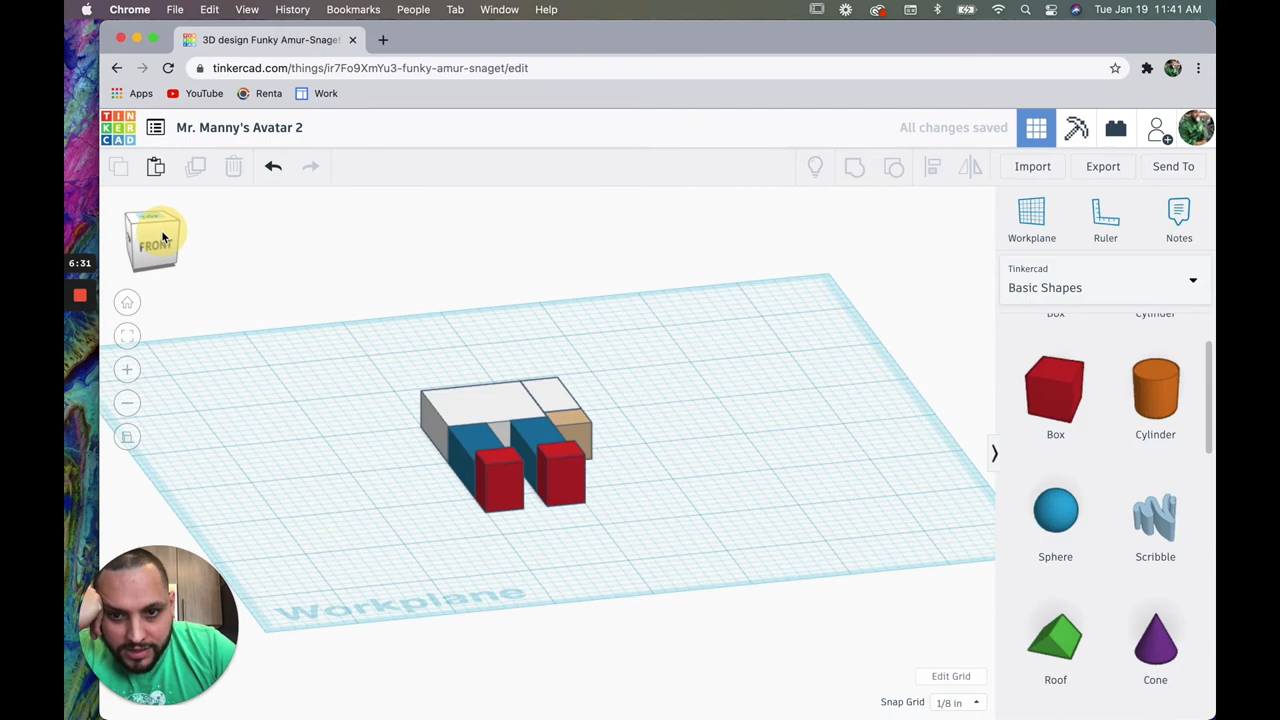 Chrome File Edit View History Bookmarks People Tab Window Help Tue Jan 19 11:41 AM
3D design Funky Amur-Snaget
tinkercad.com/things/ir7Fo9XmYu3-funky-amur-snaget/edit
Apps YouTube Renta Work
TINKERCAD Mr. Manny's Avatar 2 All changes saved
Import Export Send To
TOP
FRONT
Workplane Ruler Notes
6:31
Tinkercad
Basic Shapes
Box Cylinder
Box Cylinder
Sphere Scribble
Workplane
Roof Cone
Edit Grid
Snap Grid 1/8 in